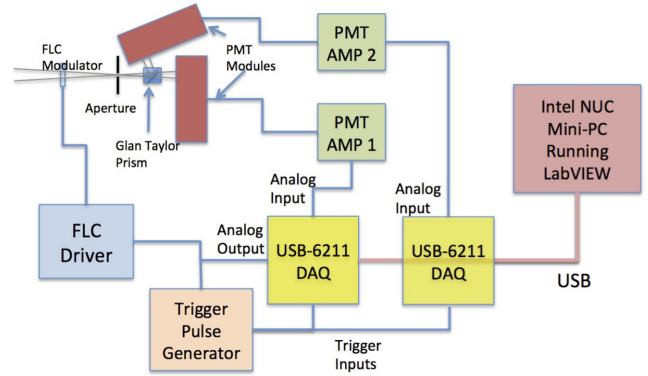 FLC
Modulator
Aperture
Glan Taylor
Prism
PMT
Modules
PMT
AMP 2
PMT
AMP 1
Intel NUC
Mini-PC
Running
LabVIEW
Analog
Input
Analog
Input
FLC
Driver
Analog
Output
USB-6211
DAQ
USB-6211
DAQ
USB
Trigger
Pulse
Generator
Trigger
Inputs